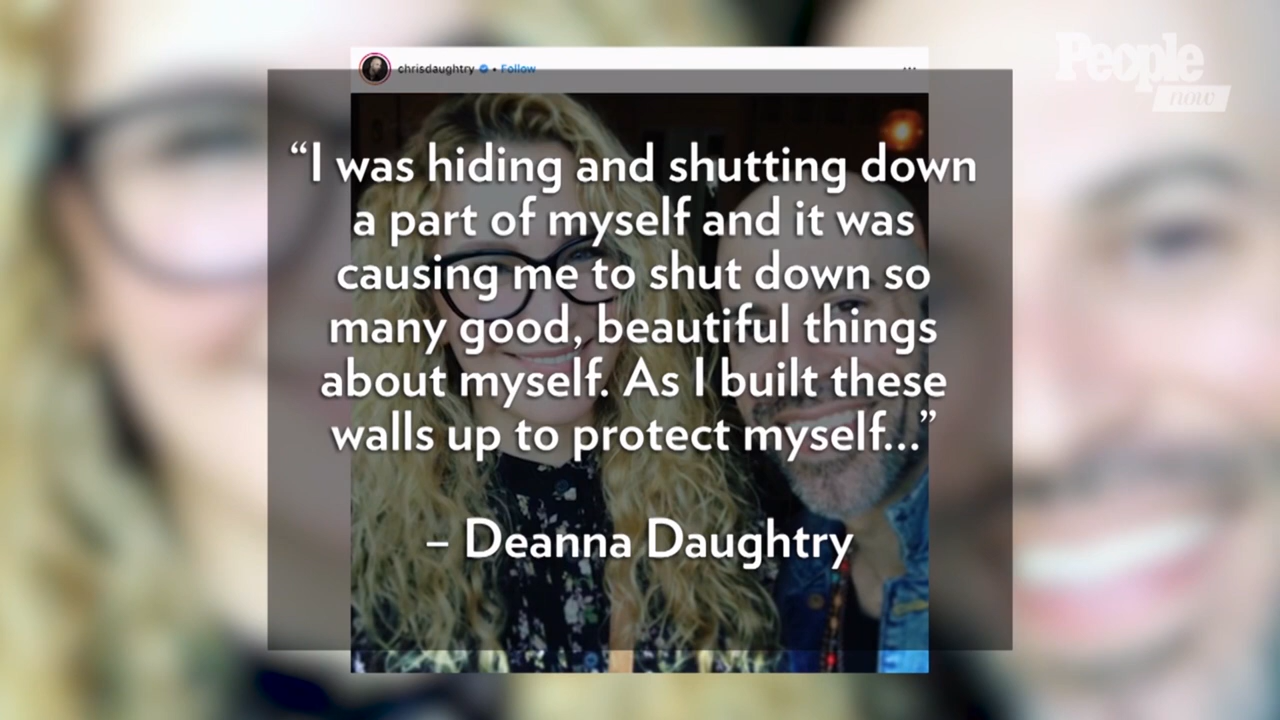 People
now
chrisdaughtry • Follow
...
“I was hiding and shutting down
a part of myself and it was
causing me to shut down so
many good, beautiful things
about myself. As I built these
walls up to protect myself...”
– Deanna Daughtry